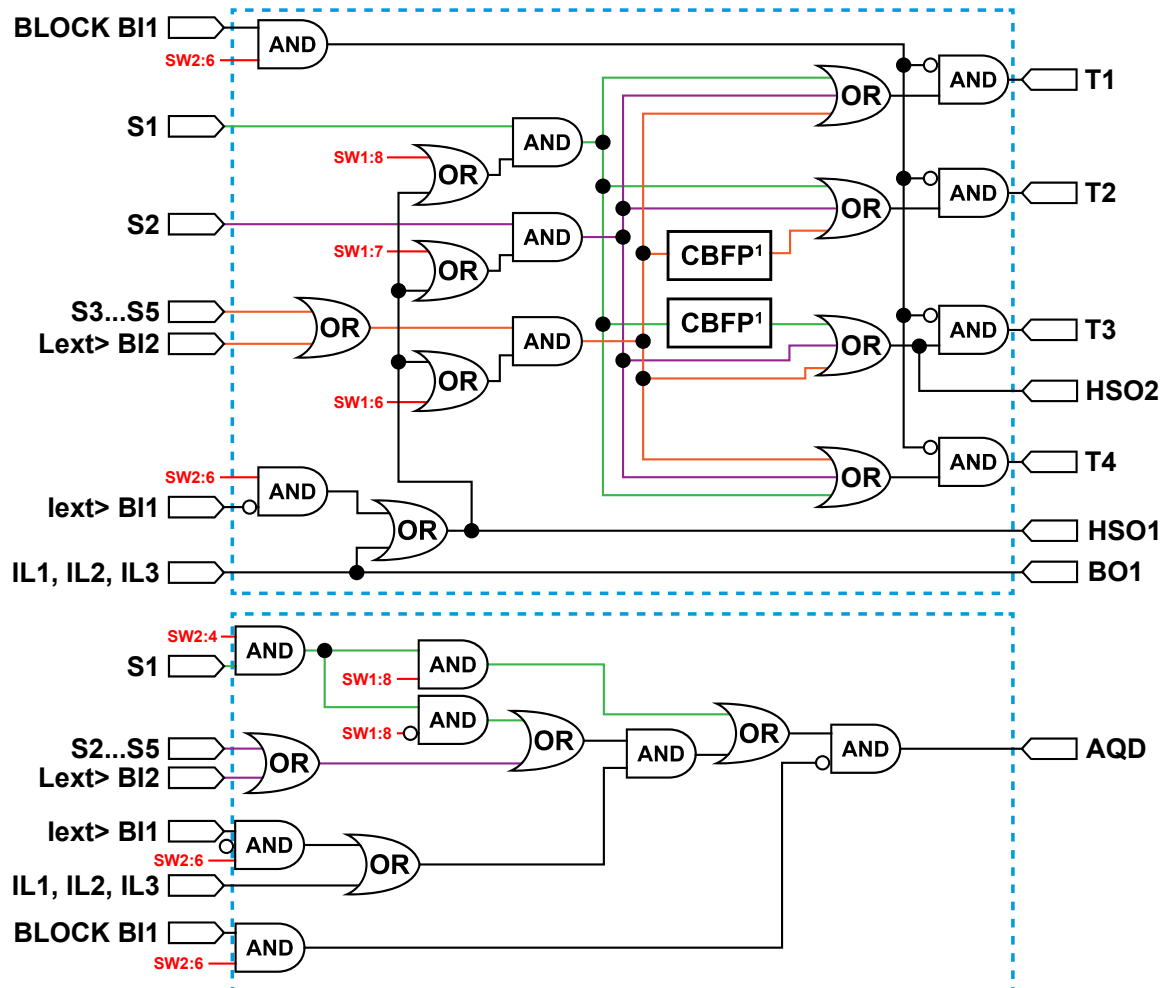 BLOCK BI1
AND
SW2:6
OR
AND
T1
S1
AND
SW1:8
OR
OR
AND
T2
S2
AND
SW1:7
OR
CBFP¹
S3...S5
OR
Lext> BI2
AND
CBFP¹
OR
AND
T3
OR
SW1:6
HSO2
SW2:6
AND
Iext> BI1
OR
AND
T4
OR
HSO1
IL1, IL2, IL3
BO1
SW2:4
AND
S1
AND
SW1:8
AND
SW1:8
S2...S5
OR
Lext> BI2
OR
AND
OR
AND
AQD
Iext> BI1
AND
SW2:6
OR
IL1, IL2, IL3
BLOCK BI1
AND
SW2:6